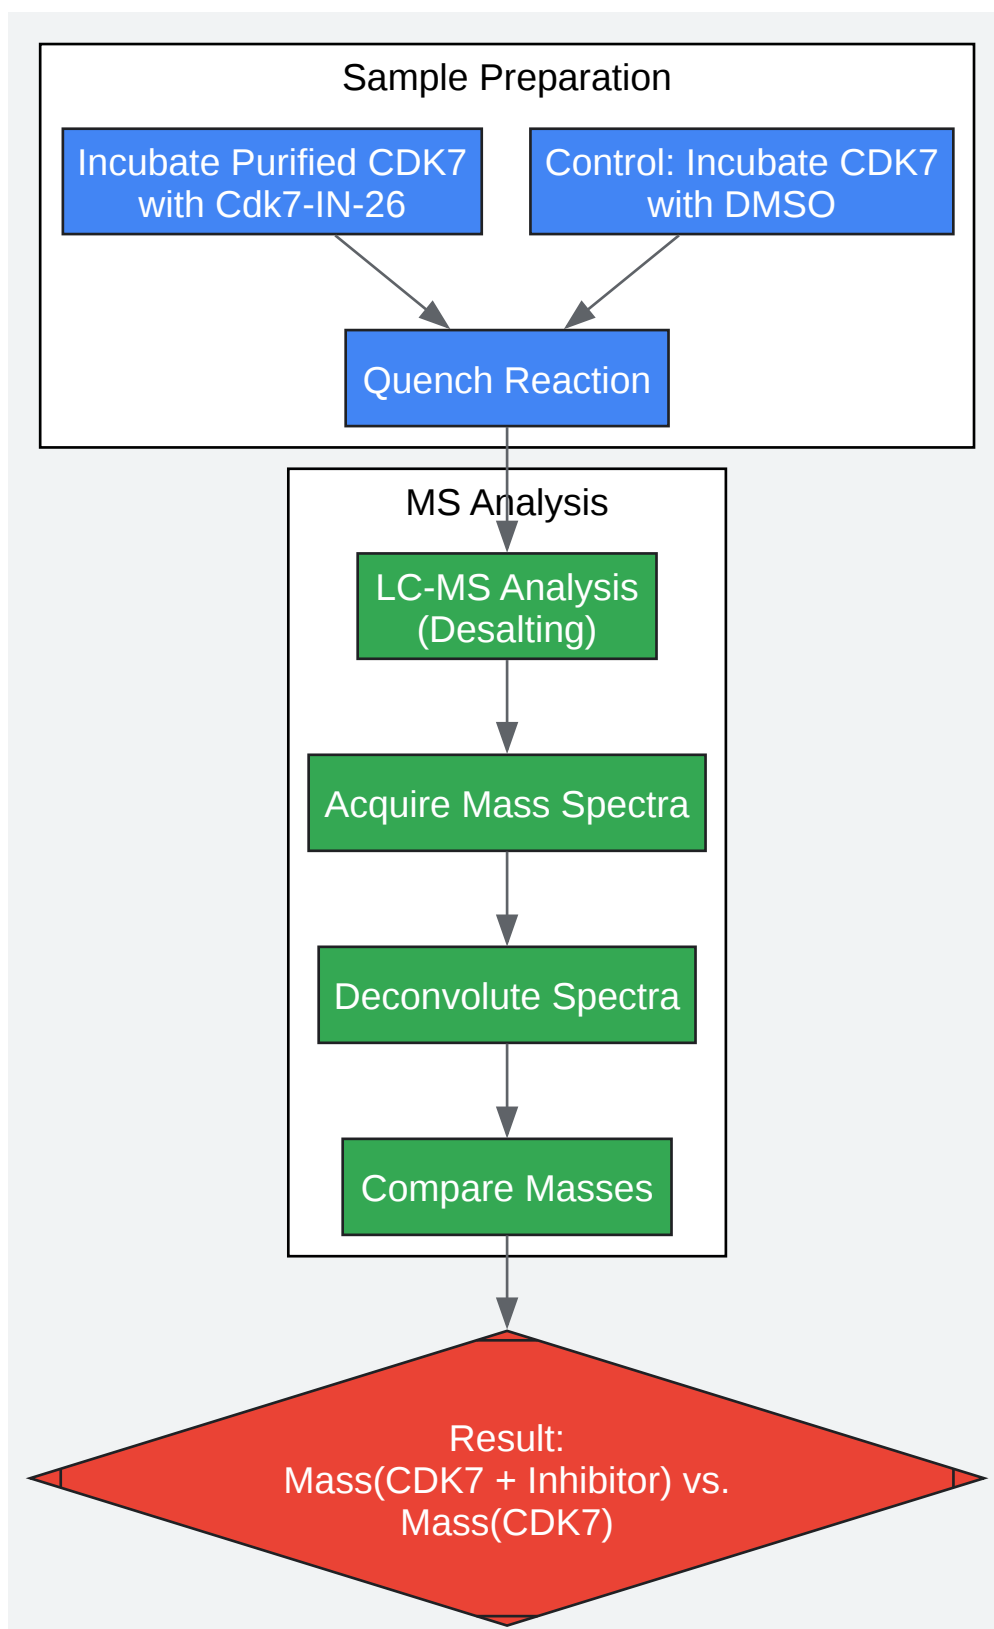 Sample Preparation
Incubate Purified CDK7
with Cdk7-IN-26
Control: Incubate CDK7
with DMSO
Quench Reaction
MS Analysis
LC-MS Analysis
(Desalting)
Acquire Mass Spectra
Deconvolute Spectra
Compare Masses
Result:
Mass(CDK7 + Inhibitor) vs.
Mass(CDK7)